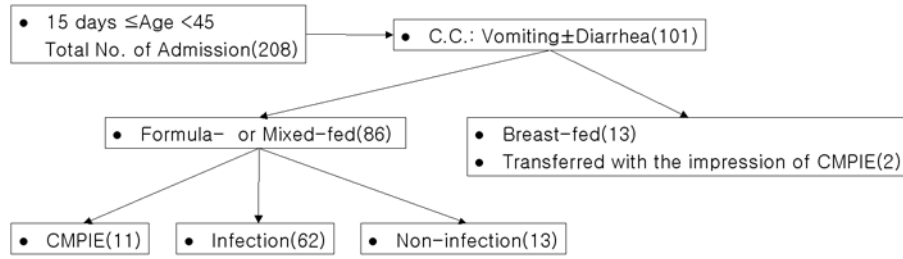 ● 15 days ≤Age <45
Total No. of Admission(208)
● C.C.: Vomiting±Diarrhea(101)
● Formula- or Mixed-fed(86)
● Breast-fed(13)
● Transferred with the impression of CMPIE(2)
● CMPIE(11)
● Infection(62)
● Non-infection(13)